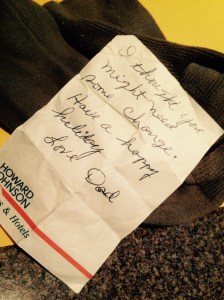 I thought you
might need
some change.
Have a happy
holiday
Love Dad
HOWARD
JOHNSON
s & Hotels